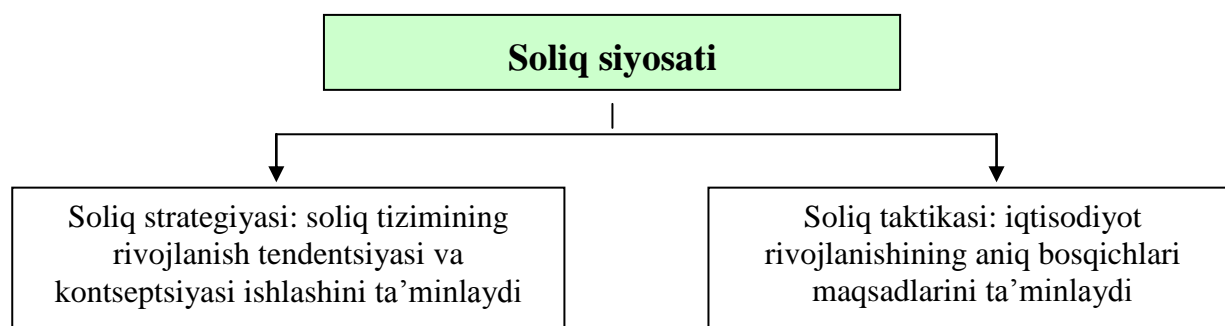 Soliq siyosati
Soliq strategiyasi: soliq tizimining
rivojlanish tendentsiyasi va
kontseptsiyasi ishlashini ta’minlaydi
Soliq taktikasi: iqtisodiyot
rivojlanishining aniq bosqichlari
maqsadlarini ta’minlaydi